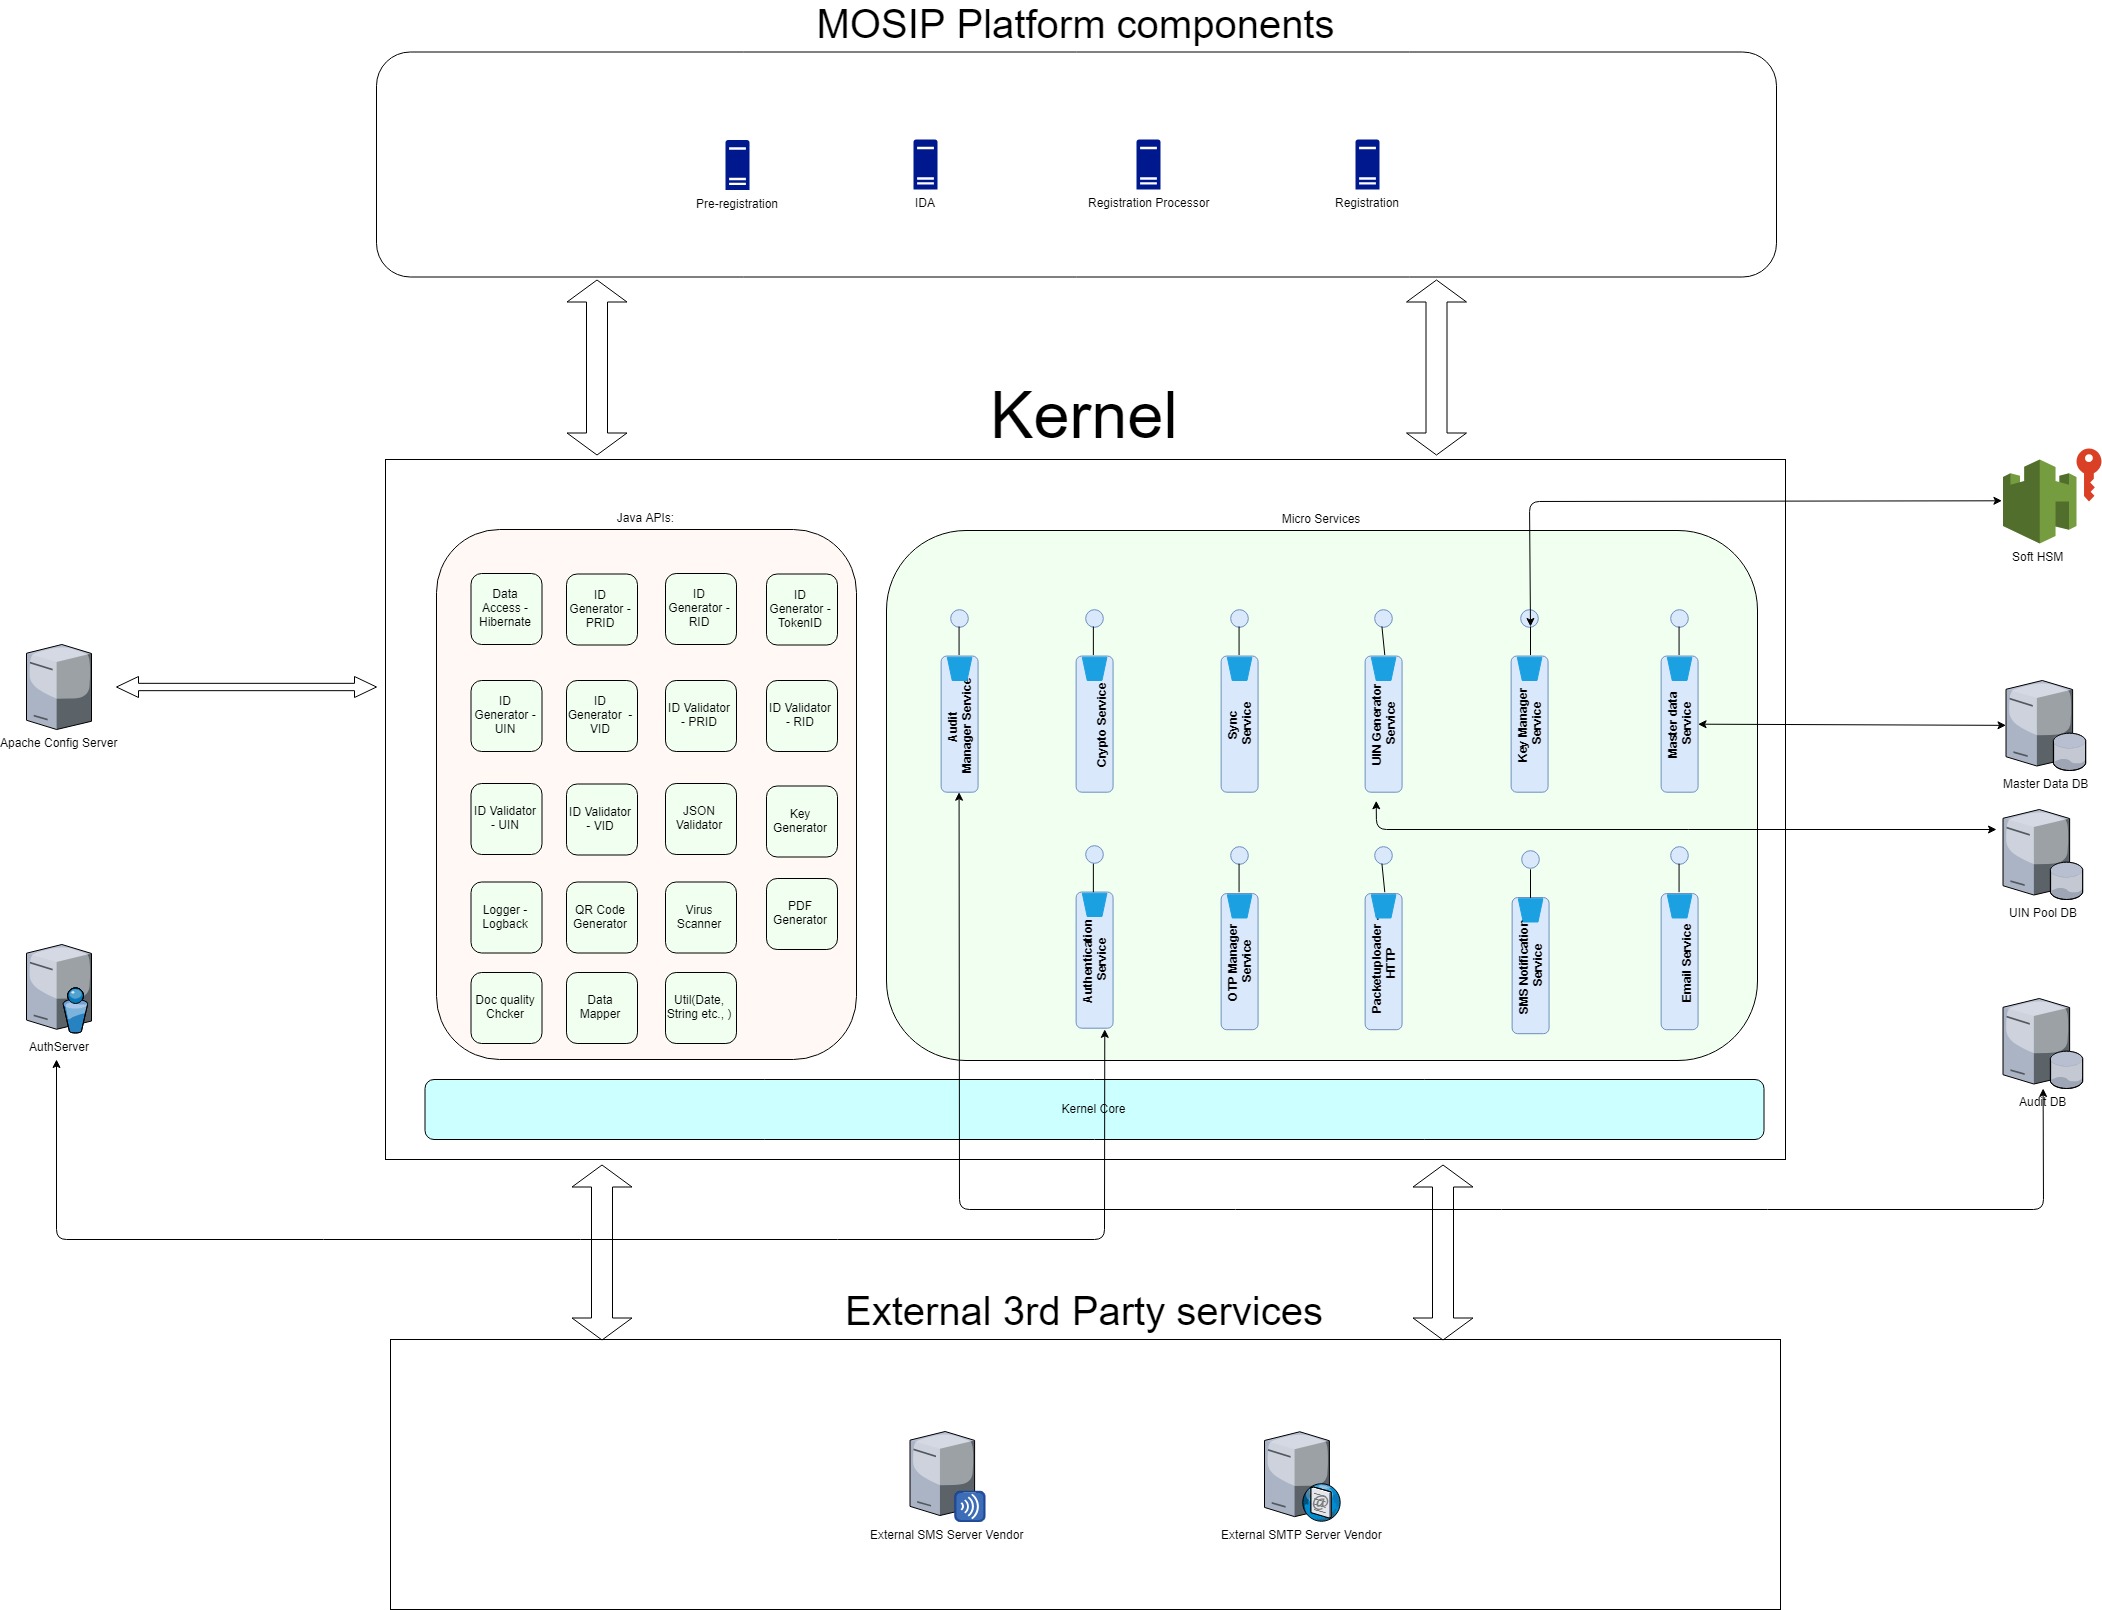 MOSIP Platform components
Pre-registration
IDA
Registration Processor
Registration
Kernel
Java APIs:
Micro Services
Data
Access -
Hibernate
ID
Generator -
PRID
ID
Generator -
RID
ID
Generator -
TokenID
ID
Generator -
UIN
ID
Generator -
VID
ID Validator
- PRID
ID Validator
- RID
ID Validator
- UIN
ID Validator
- VID
JSON
Validator
Key
Generator
Logger -
Logback
QR Code
Generator
Virus
Scanner
PDF
Generator
Doc quality
Chcker
Data
Mapper
Util(Date,
String etc., )
Audit
Manager Service
Crypto Service
Sync
Service
UIN Generator
Service
Key Manager
Service
Master data
Service
Authentication
Service
OTP Manager
Service
Packetuploader -
HTTP
SMS Notification
Service
Email Service
Kernel Core
Apache Config Server
AuthServer
Soft HSM
Master Data DB
UIN Pool DB
Audit DB
External 3rd Party services
External SMS Server Vendor
External SMTP Server Vendor